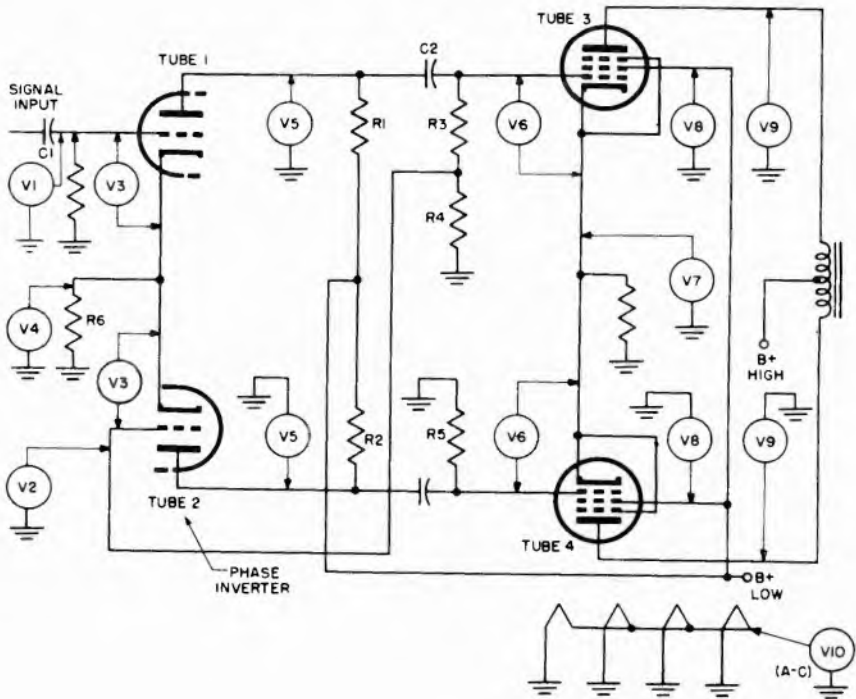 TUBE 3
TUBE 1
C2
SIGNAL
INPUT
C1
V1
V3
V5
R1
R3
V6
V8
V9
R4
V4
R6
V7
B+
HIGH
V3
V5
R2
R5
V6
V8
V9
V2
TUBE 2
TUBE 4
PHASE
INVERTER
B+
LOW
(A-C)
V10